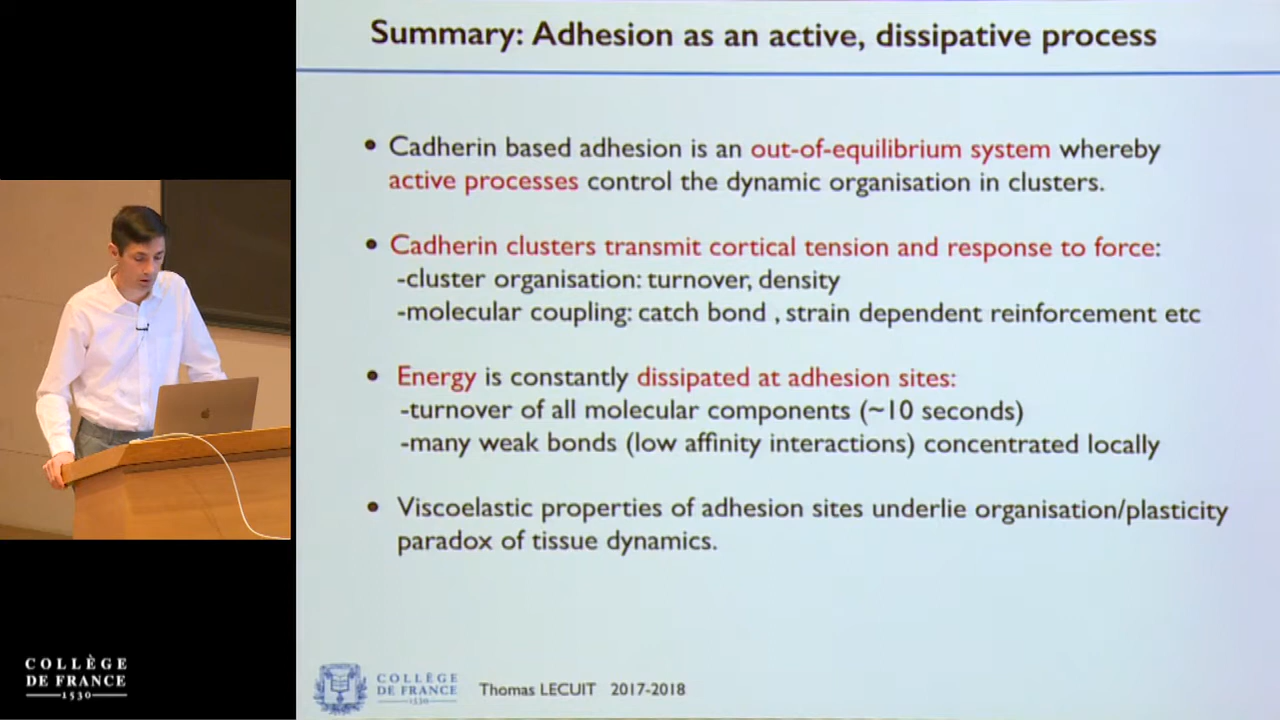 Summary: Adhesion as an active, dissipative process
• Cadherin based adhesion is an out-of-equilibrium system whereby
active processes control the dynamic organisation in clusters.
• Cadherin clusters transmit cortical tension and response to force:
-cluster organisation: turnover, density
-molecular coupling: catch bond , strain dependent reinforcement etc
• Energy is constantly dissipated at adhesion sites:
-turnover of all molecular components (~10 seconds)
-many weak bonds (low affinity interactions) concentrated locally
• Viscoelastic properties of adhesion sites underlie organisation/plasticity
paradox of tissue dynamics.
COLLÈGE
DE FRANCE
1530
COLLÈGE
DE FRANCE
1530
Thomas LECUIT 2017-2018